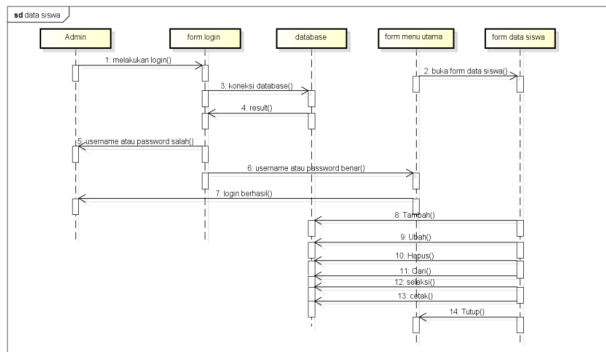 sd data siswa
Admin
form login
database
form menu utama
form data siswa
1: melakukan login()
2: buka form data siswa()
3: koneksi database()
4: result()
5: username atau password salah()
6: username atau password benar()
7: login berhasil()
8: Tambah()
9: Ubah()
10: Hapus()
11: Cari()
12: seleksi()
13: cetak()
14: Tutup()